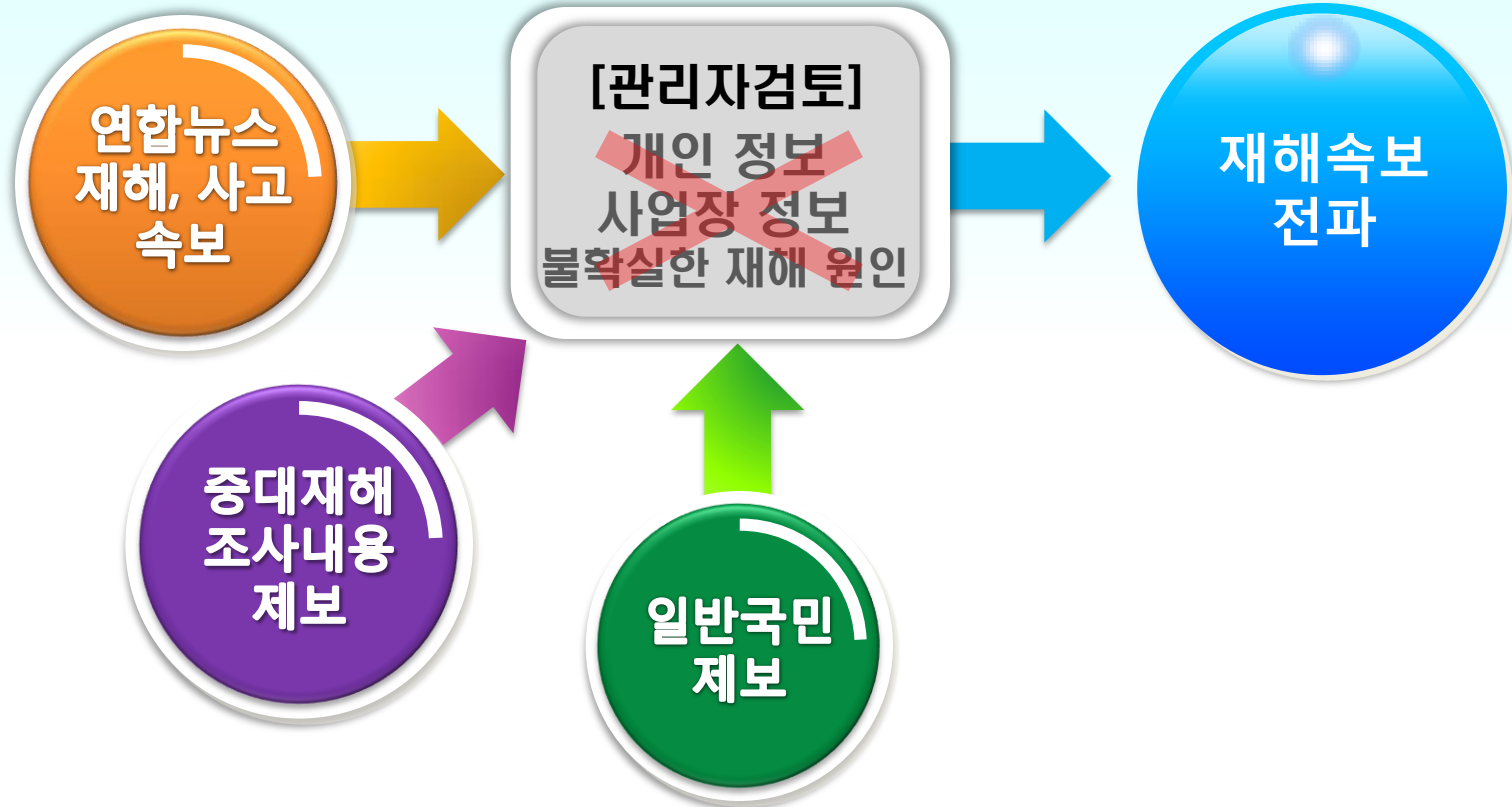 연합뉴스
재해, 사고
속보
[관리자검토]
개인 정보
사업장 정보
불확실한 재해 원인
재해속보
전파
중대재해
조사내용
제보
일반국민
제보